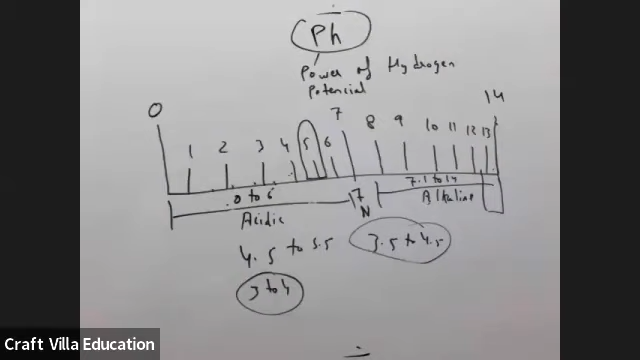 Ph
Power of Hydrogen
Potencial
0 1 2 3 4 5 6 7 8 9 10 11 12 13 14
0 to 6 7 7.1 to 14
Acidic N Alkaline
4.5 to 5.5 3.5 to 4.5
3 to 4
Craft Villa Education